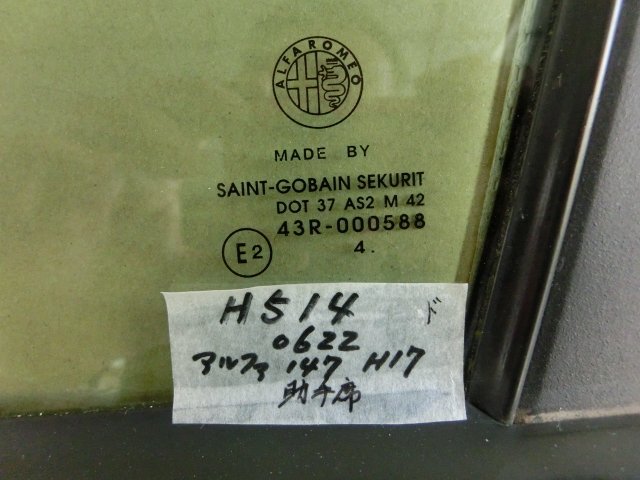 ALFA ROMEO
MADE BY
SAINT-GOBAIN SEKURIT
DOT 37 AS2 M 42
43R-000588
E2
4.
H514 ド
0622
アルファ 147 H17
助手席